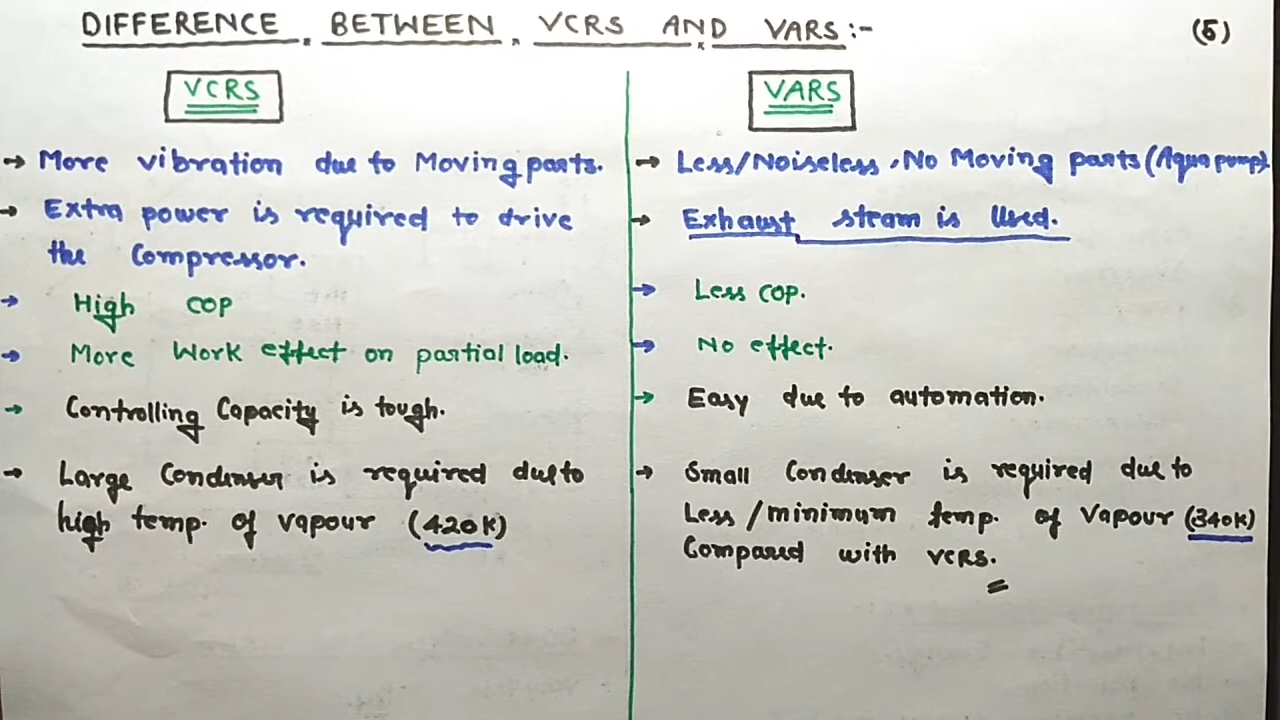 DIFFERENCE BETWEEN VCRS AND VARS:-
(5)
VCRS
→ More vibration due to Moving parts.
→ Extra power is required to drive
the Compressor.
→ High COP
→ More Work effect on partial load.
→ Controlling Capacity is tough.
→ Large Condenser is required due to
high temp. of vapour (420K)
VARS
→ Less/Noiseless, No Moving parts (Aqua pump).
→ Exhaust steam is Used.
→ Less COP.
→ No effect.
→ Easy due to automation.
→ Small Condenser is required due to
Less/minimum temp. of Vapour (340K)
Compared with VCRS.